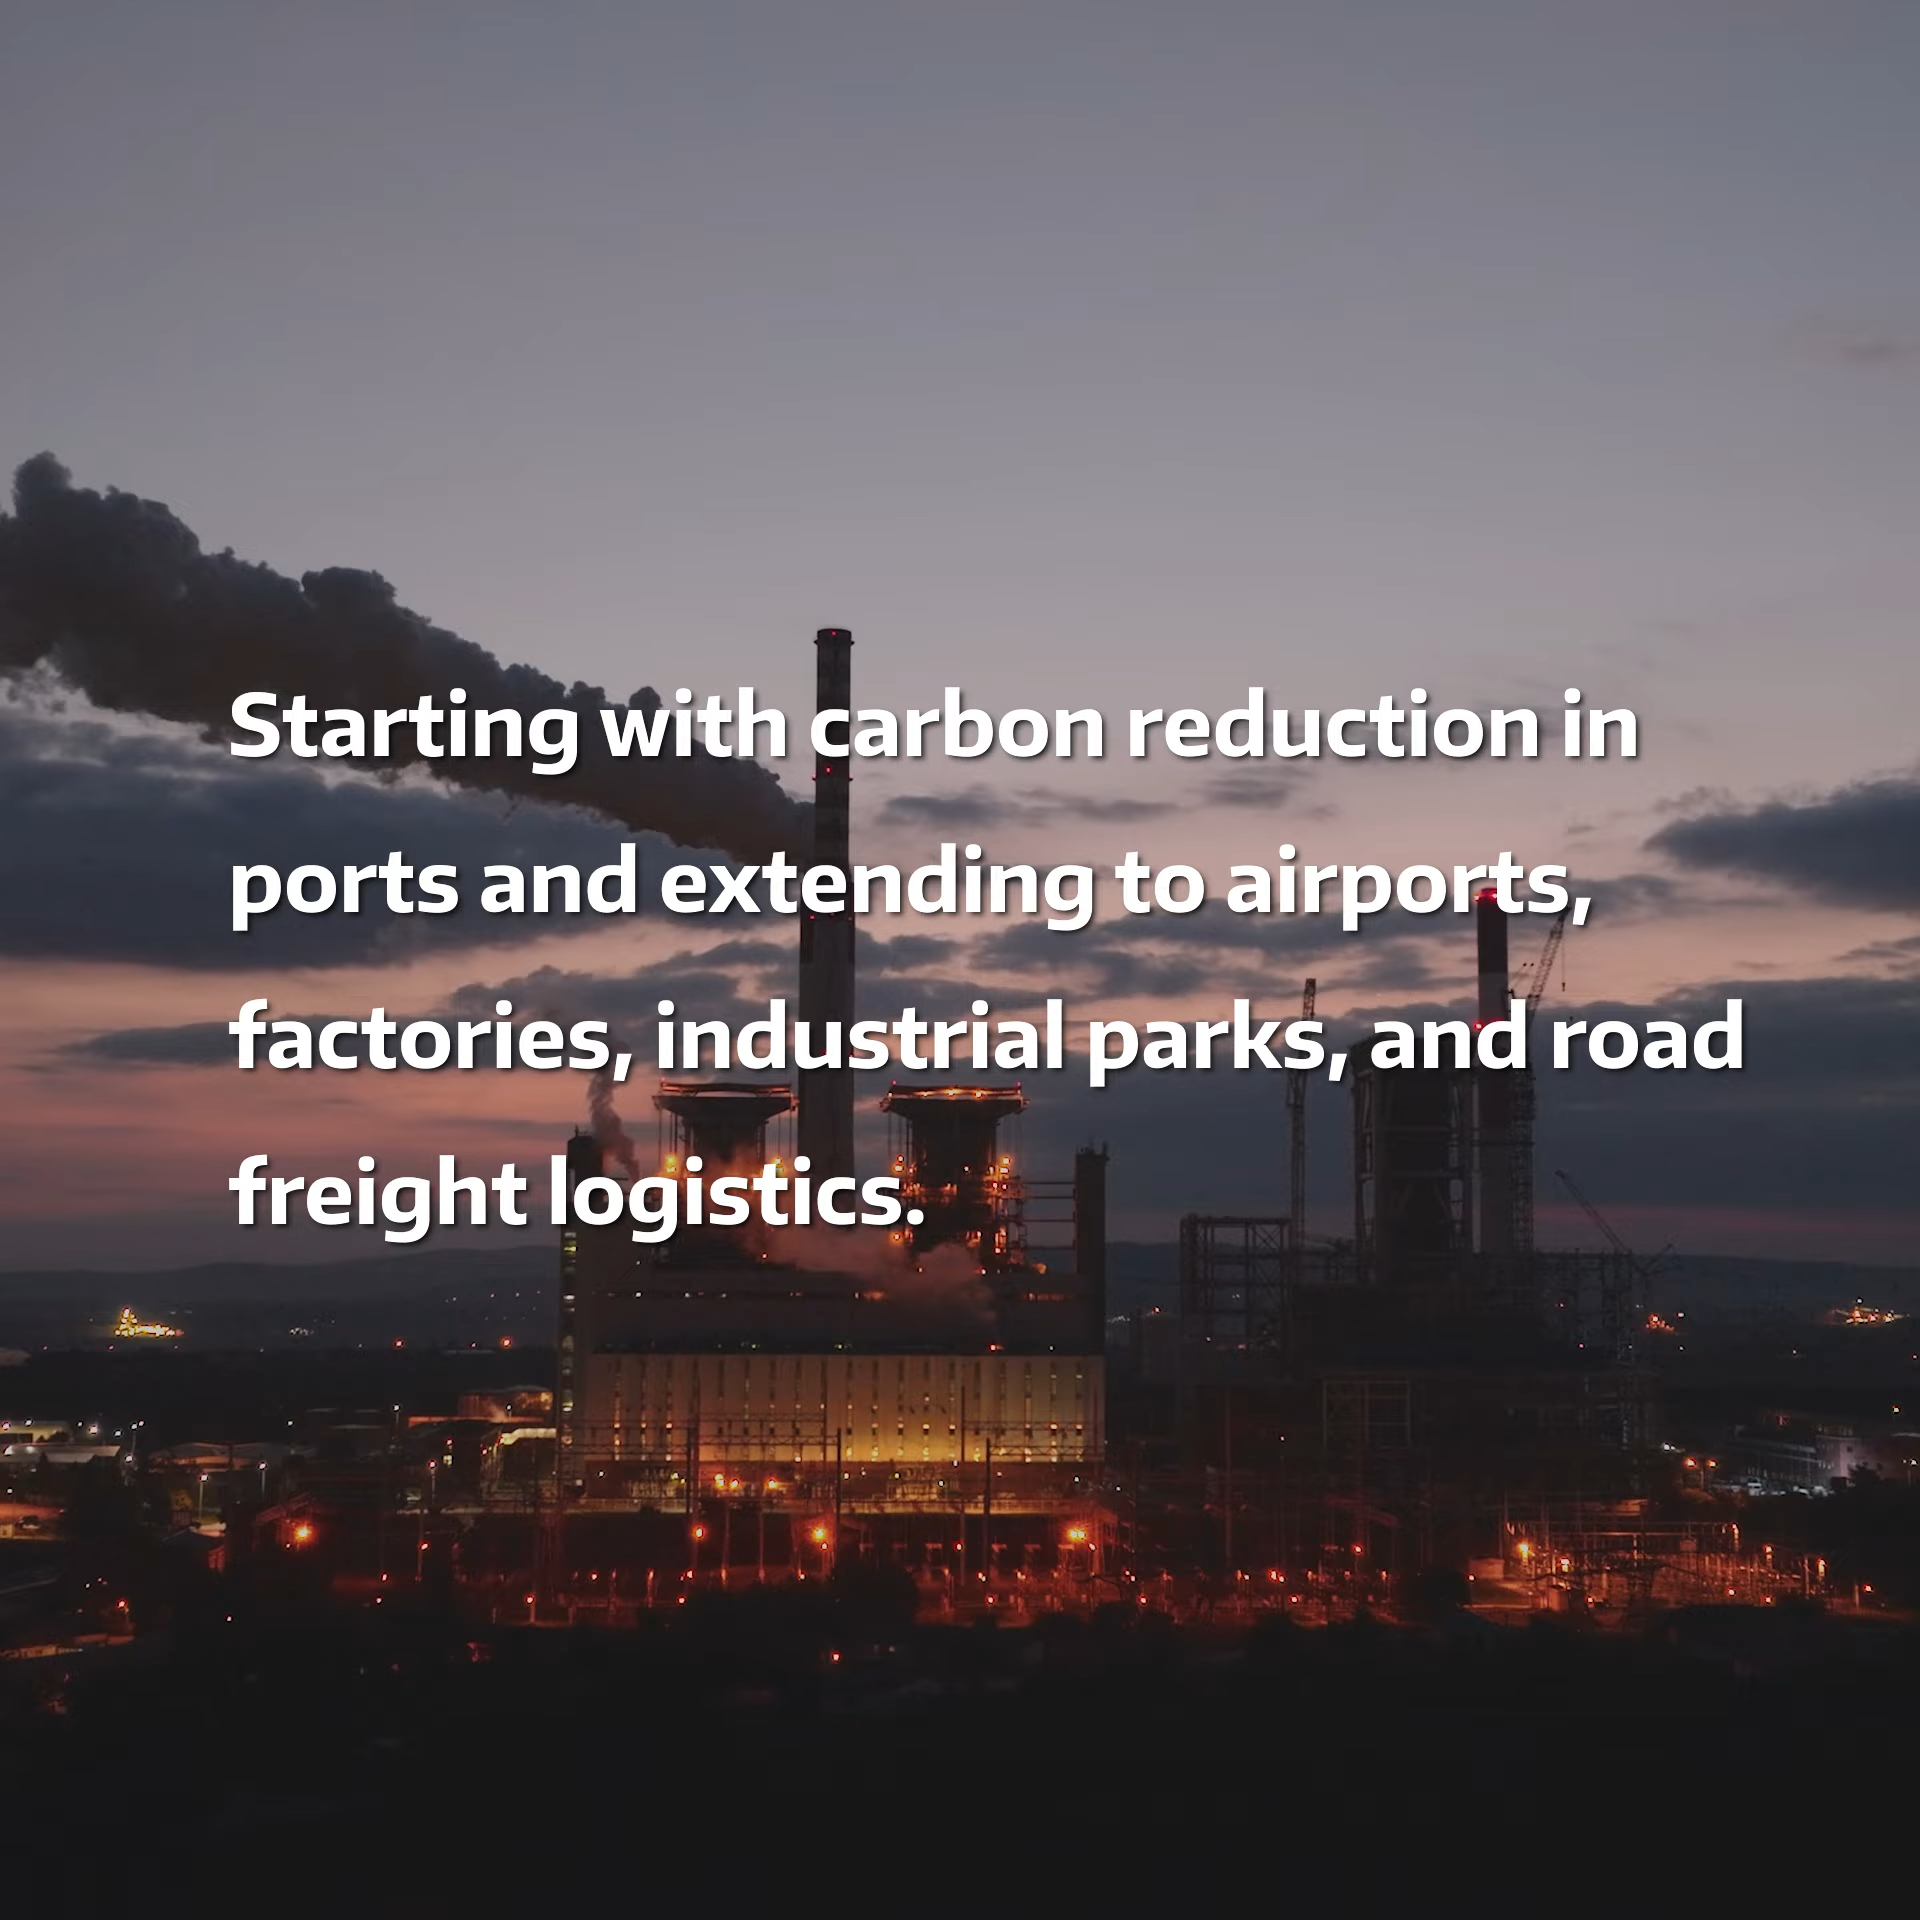 Starting with carbon reduction in
ports and extending to airports,
factories, industrial parks, and road
freight logistics.